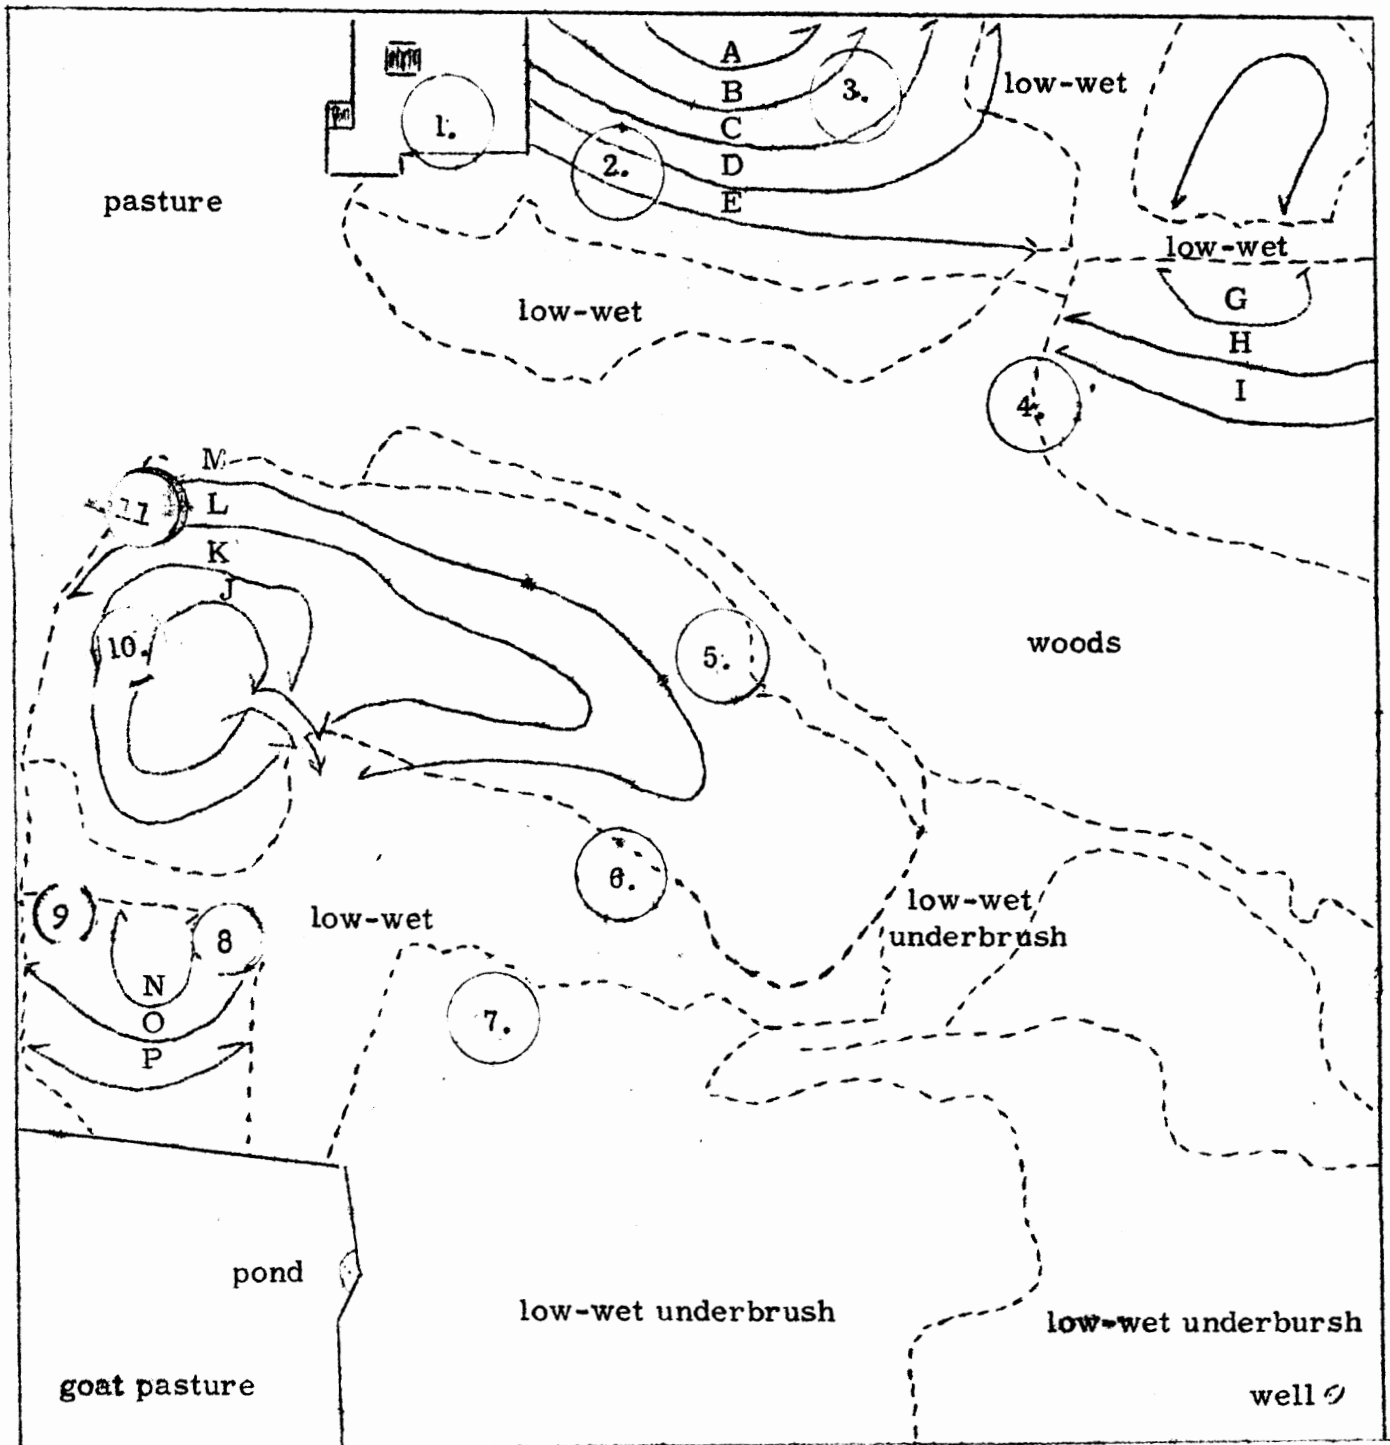 A
B
C
D
E
1.
2.
3.
low-wet
pasture
low-wet
G
H
I
low-wet
4.
M
L
K
J
10.
5.
woods
6.
low-wet
underbrush
9
8
low-wet
N
O
P
7.
pond
low-wet underbrush
low-wet underbursh
goat pasture
well